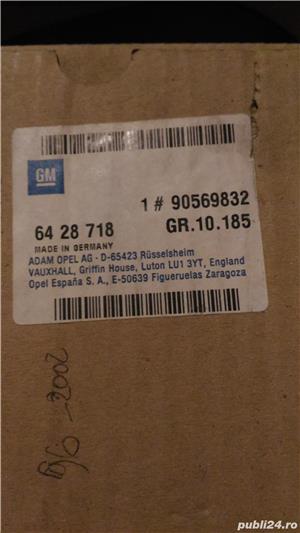 GM
1 # 90569832
64 28 718 GR.10.185
MADE IN GERMANY
ADAM OPEL AG · D-65423 Rüsselsheim
VAUXHALL, Griffin House, Luton LU1 3YT, England
Opel España S. A., E-50639 Figueruelas Zaragoza
publi24.ro